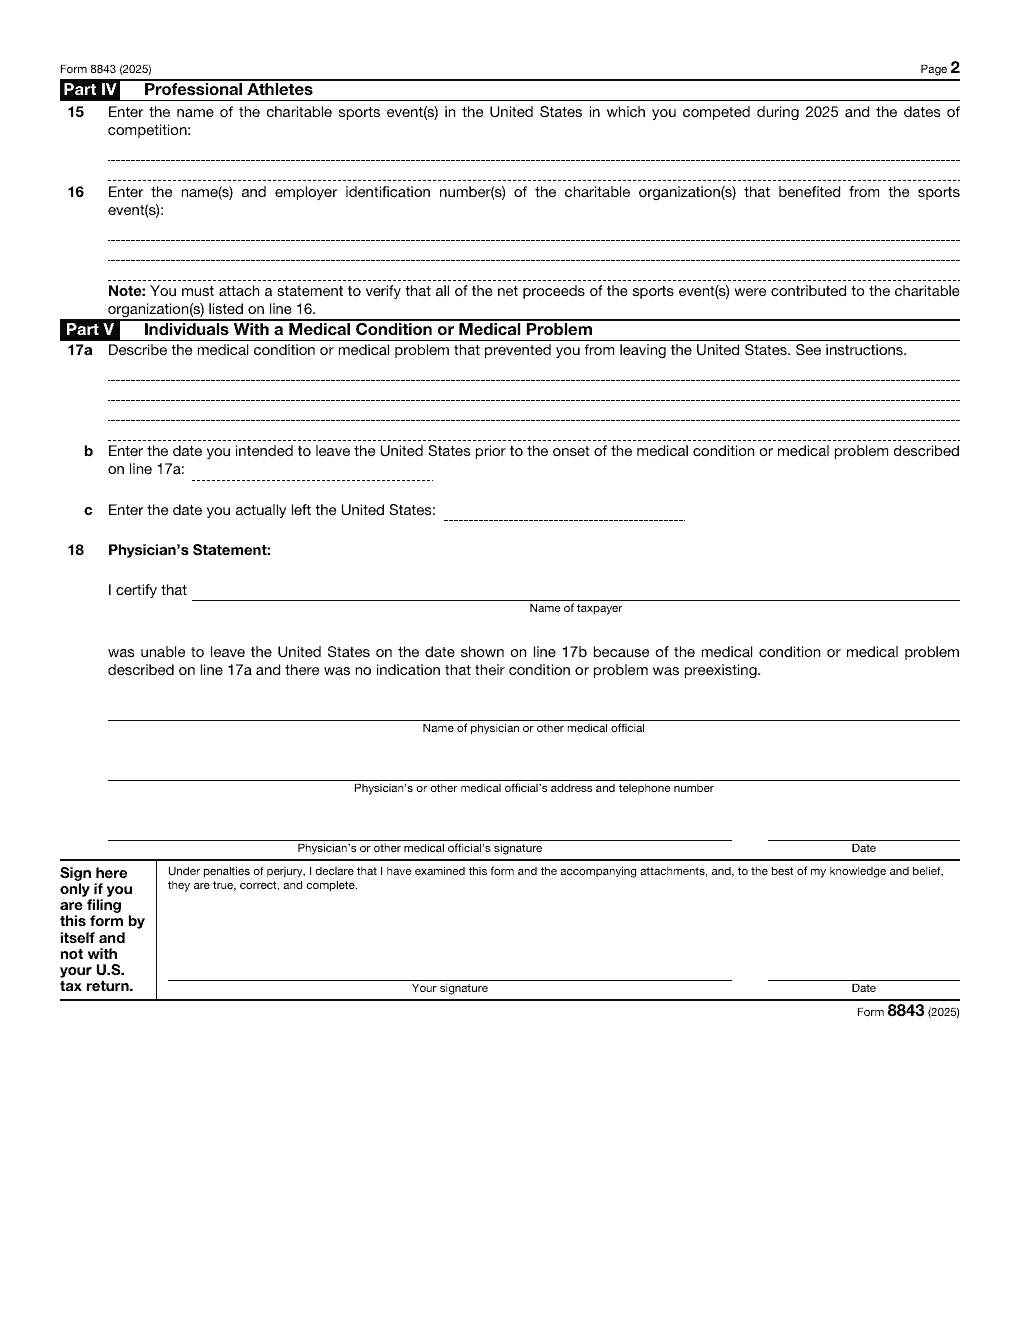 Form 8843 (2025) Page 2
Part IV Professional Athletes
15 Enter the name of the charitable sports event(s) in the United States in which you competed during 2025 and the dates of
competition:
16 Enter the name(s) and employer identification number(s) of the charitable organization(s) that benefited from the sports
event(s):
Note: You must attach a statement to verify that all of the net proceeds of the sports event(s) were contributed to the charitable
organization(s) listed on line 16.
Part V Individuals With a Medical Condition or Medical Problem
17a Describe the medical condition or medical problem that prevented you from leaving the United States. See instructions.
b Enter the date you intended to leave the United States prior to the onset of the medical condition or medical problem described
on line 17a:
c Enter the date you actually left the United States:
18 Physician’s Statement:
I certify that
Name of taxpayer
was unable to leave the United States on the date shown on line 17b because of the medical condition or medical problem
described on line 17a and there was no indication that their condition or problem was preexisting.
Name of physician or other medical official
Physician’s or other medical official’s address and telephone number
Physician’s or other medical official’s signature Date
Sign here
only if you
are filing
this form by
itself and
not with
your U.S.
tax return.
Under penalties of perjury, I declare that I have examined this form and the accompanying attachments, and, to the best of my knowledge and belief,
they are true, correct, and complete.
Your signature Date
Form 8843 (2025)